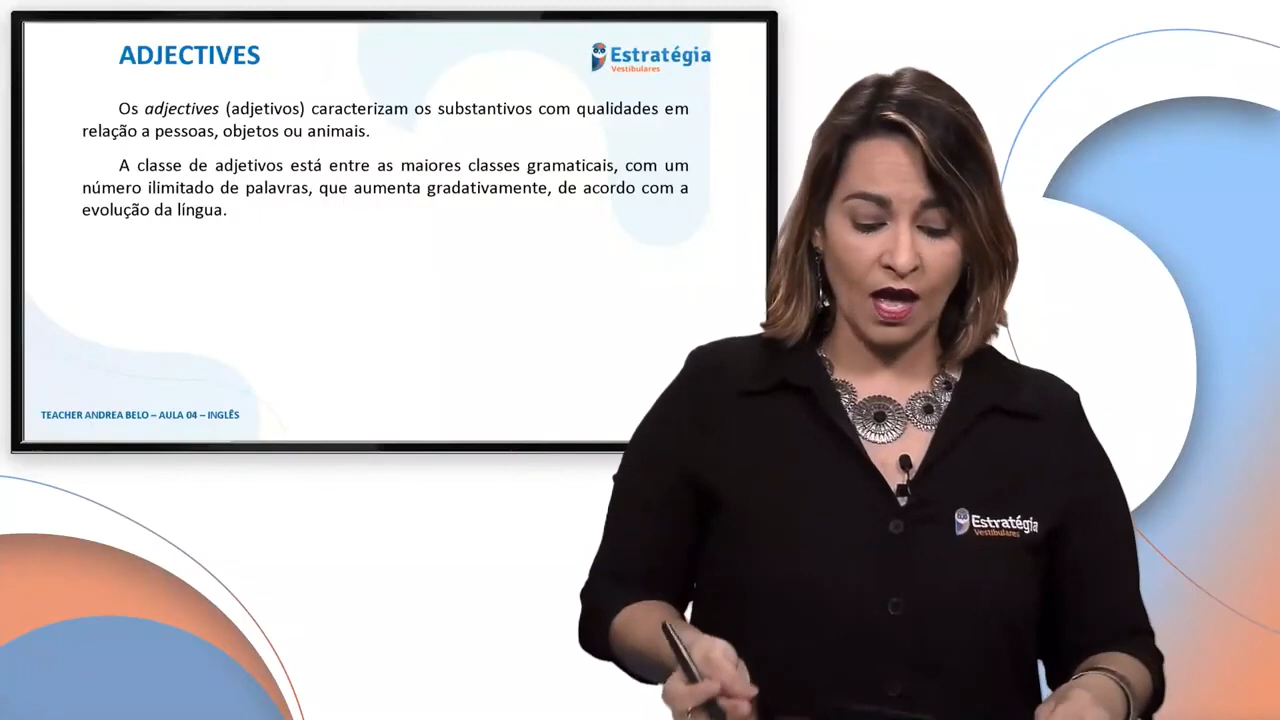 ADJECTIVES
Estratégia
Vestibulares
Os adjectives (adjetivos) caracterizam os substantivos com qualidades em
relação a pessoas, objetos ou animais.
A classe de adjetivos está entre as maiores classes gramaticais, com um
número ilimitado de palavras, que aumenta gradativamente, de acordo com a
evolução da língua.
TEACHER ANDREA BELO – AULA 04 – INGLÊS
Estratégia
Vestibulares